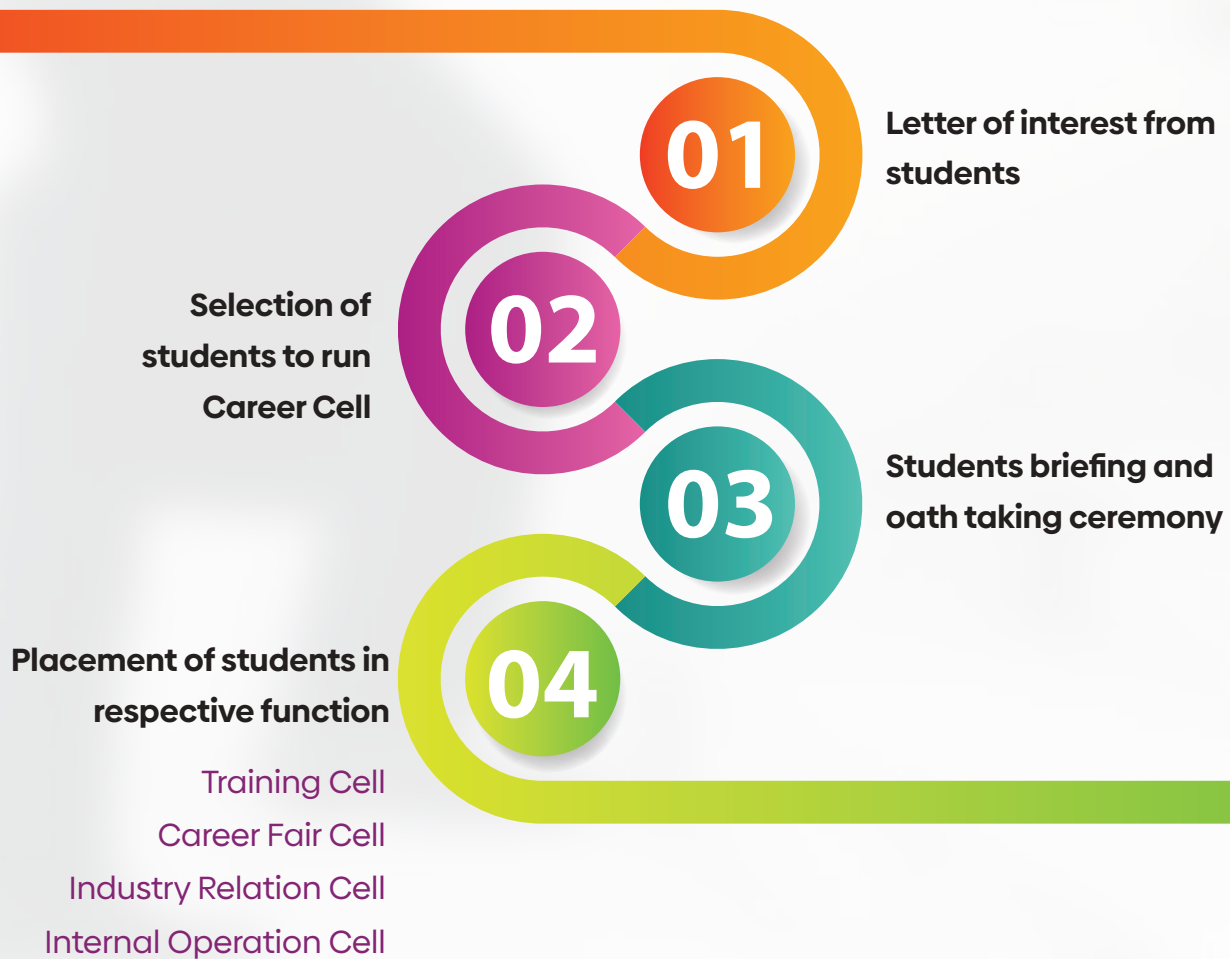 01
Letter of interest from
students
02
Selection of
students to run
Career Cell
03
Students briefing and
oath taking ceremony
04
Placement of students in
respective function
Training Cell
Career Fair Cell
Industry Relation Cell
Internal Operation Cell